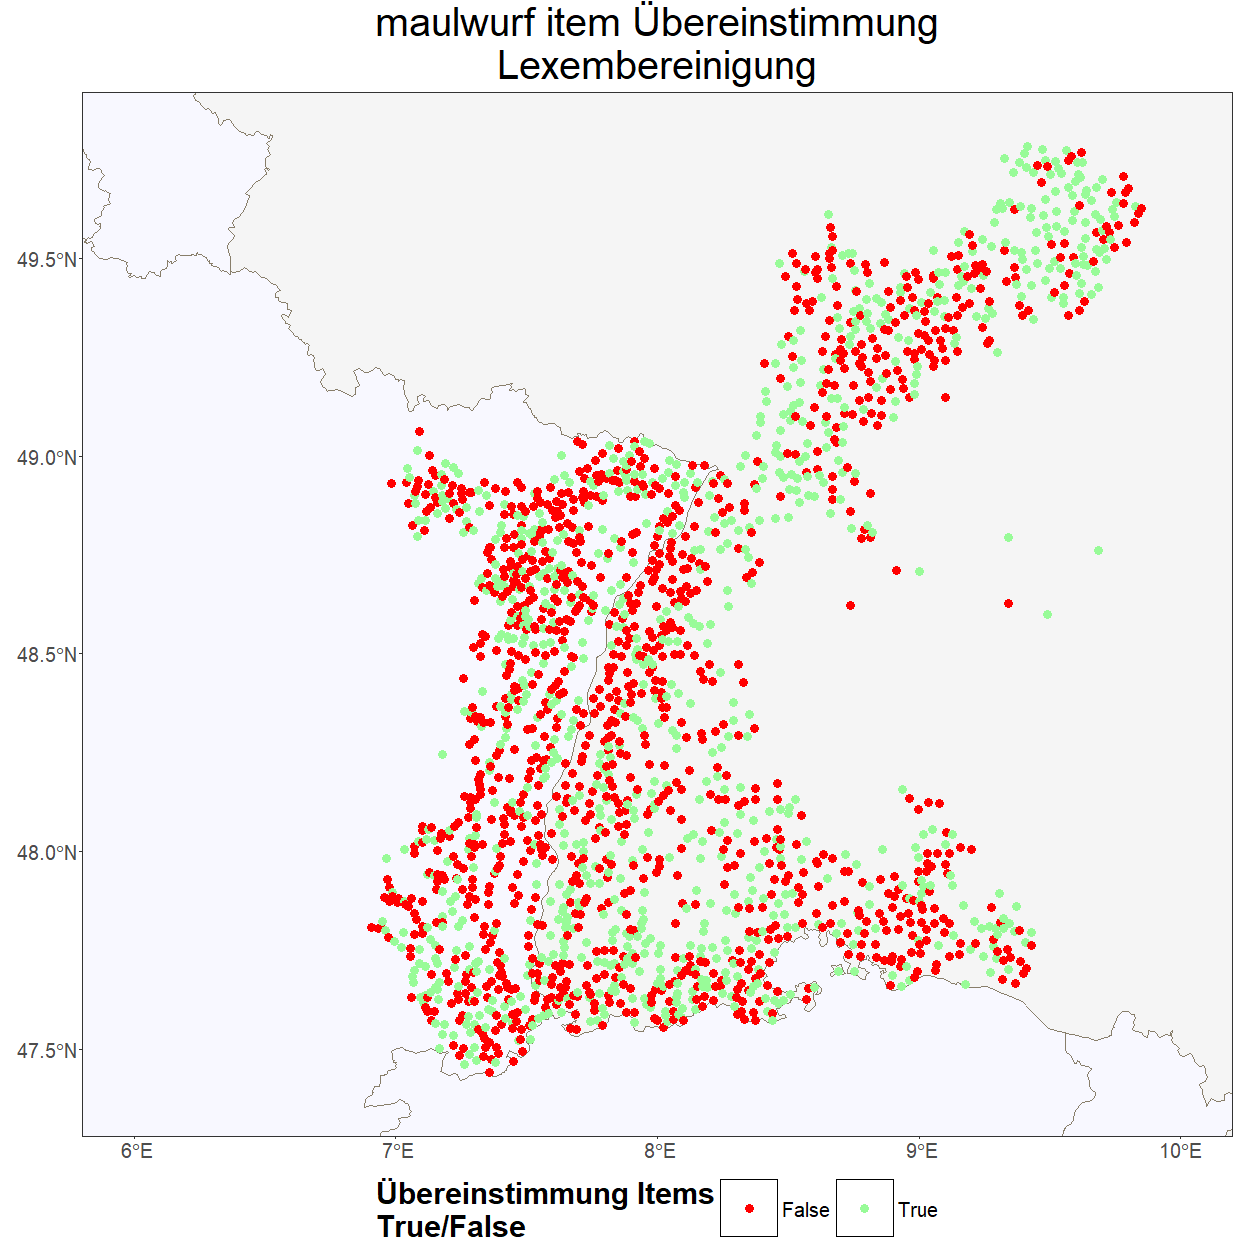 maulwurf item Übereinstimmung
Lexembereinigung
49.5°N
49.0°N
48.5°N
48.0°N
47.5°N
6°E 7°E 8°E 9°E 10°E
Übereinstimmung Items
True/False
False True